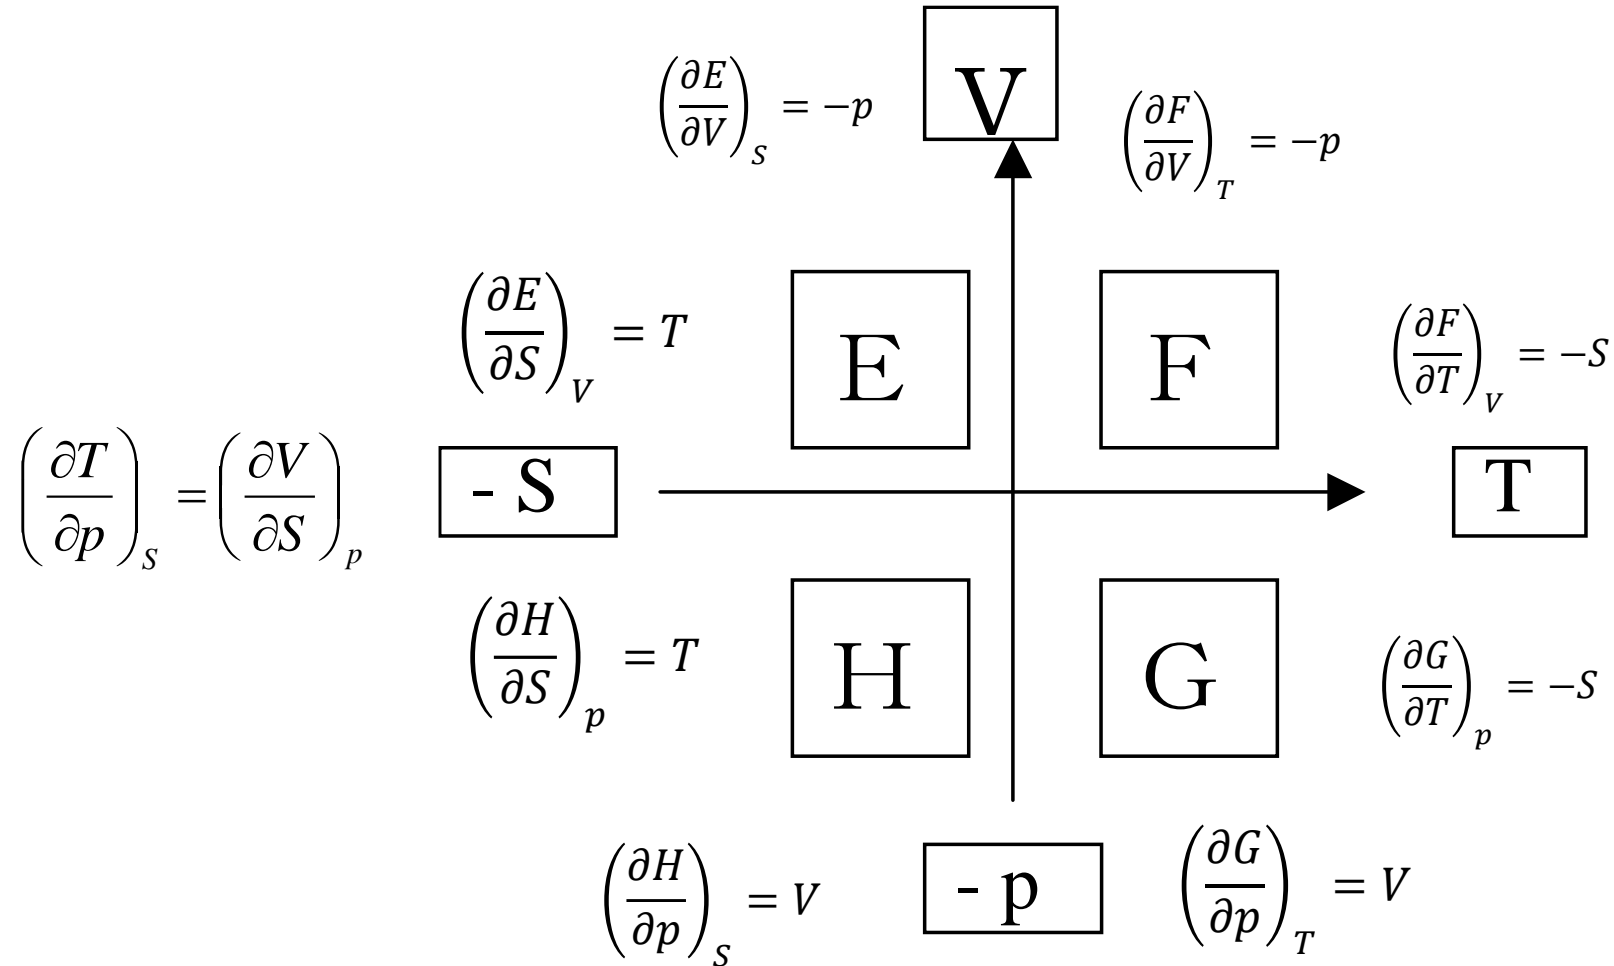 V
(∂E/∂V)_S = −p
(∂F/∂V)_T = −p
(∂E/∂S)_V = T
E
F
(∂F/∂T)_V = −S
(∂T/∂p)_S = (∂V/∂S)_p
- S
T
(∂H/∂S)_p = T
H
G
(∂G/∂T)_p = −S
(∂H/∂p)_S = V
- p
(∂G/∂p)_T = V